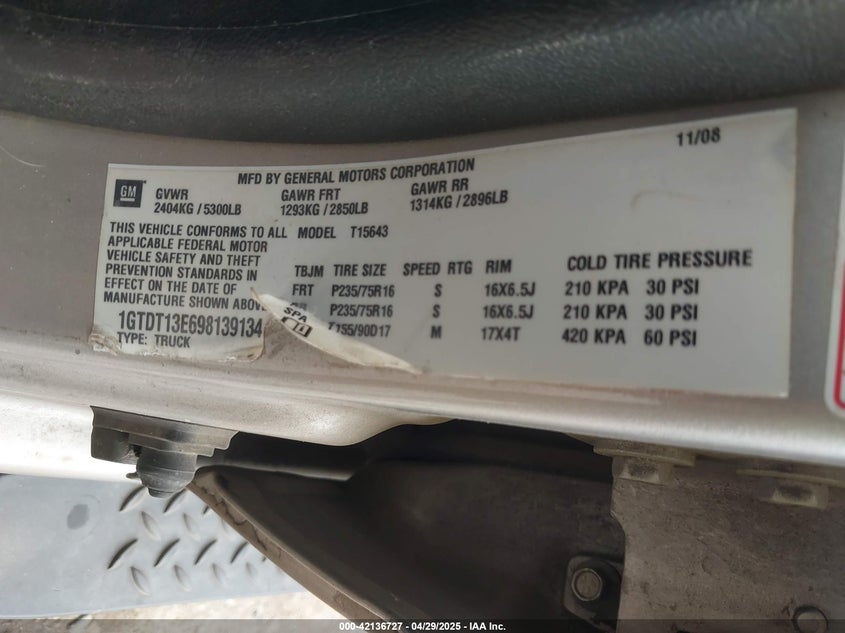 11/08
MFD BY GENERAL MOTORS CORPORATION
GM GVWR GAWR FRT GAWR RR
2404KG / 5300LB 1293KG / 2850LB 1314KG / 2896LB
THIS VEHICLE CONFORMS TO ALL MODEL T15643
APPLICABLE FEDERAL MOTOR
VEHICLE SAFETY AND THEFT
PREVENTION STANDARDS IN
EFFECT ON THE DATE OF
MANUFACTURE SHOWN ABOVE
1GTDT13E698139134
TYPE: TRUCK
TBJM TIRE SIZE SPEED RTG RIM COLD TIRE PRESSURE
FRT P235/75R16 S 16X6.5J 210 KPA 30 PSI
P235/75R16 S 16X6.5J 210 KPA 30 PSI
SPA T155/90D17 M 17X4T 420 KPA 60 PSI
000-42136727 - 04/29/2025 - IAA Inc.